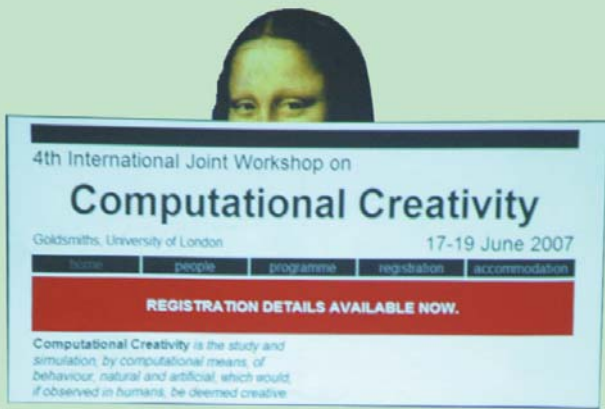 4th International Joint Workshop on
Computational Creativity
Goldsmiths, University of London
17-19 June 2007
home people programme registration accommodation
REGISTRATION DETAILS AVAILABLE NOW.
Computational Creativity is the study and
simulation, by computational means, of
behaviour, natural and artificial, which would,
if observed in humans, be deemed creative